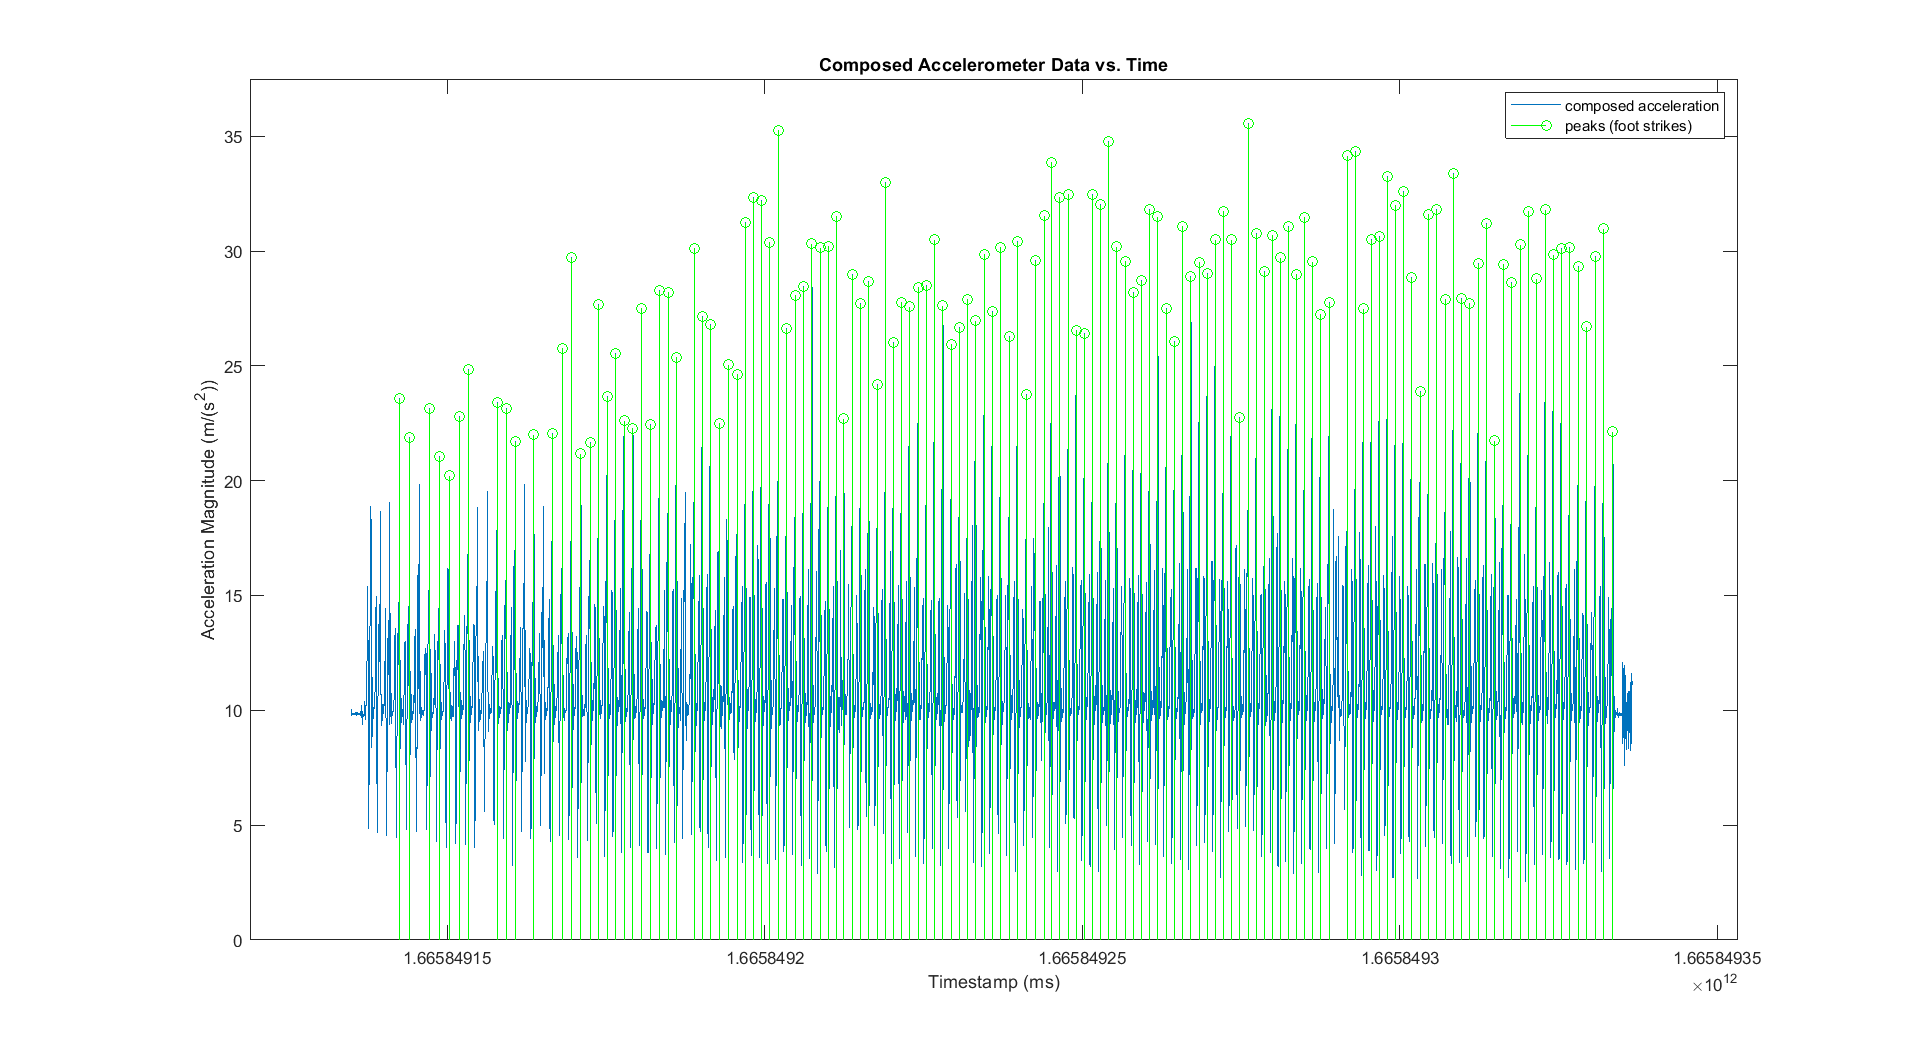 Composed Accelerometer Data vs. Time
composed acceleration
peaks (foot strikes)
Acceleration Magnitude (m/(s²))
35
30
25
20
15
10
5
0
1.66584915 1.6658492 1.66584925 1.6658493 1.66584935
Timestamp (ms)
×10¹²